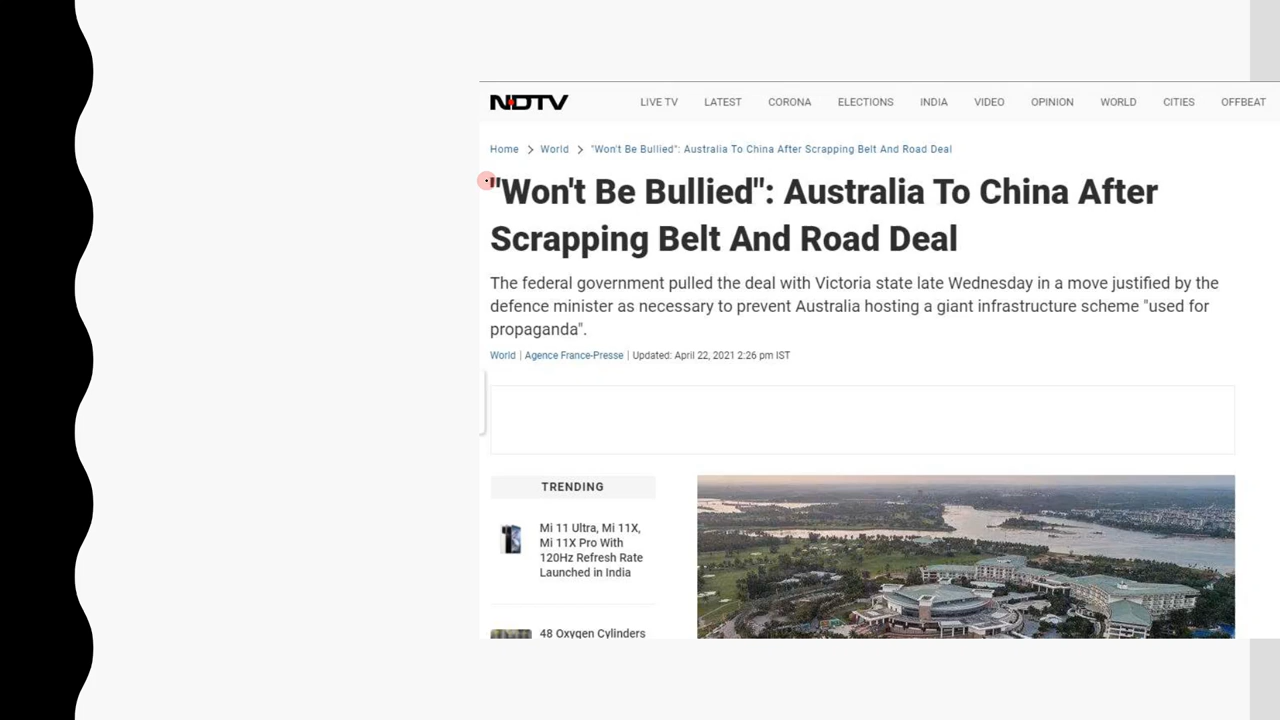 NDTV
LIVE TV LATEST CORONA ELECTIONS INDIA VIDEO OPINION WORLD CITIES OFFBEAT
Home > World > "Won't Be Bullied": Australia To China After Scrapping Belt And Road Deal
"Won't Be Bullied": Australia To China After
Scrapping Belt And Road Deal
The federal government pulled the deal with Victoria state late Wednesday in a move justified by the
defence minister as necessary to prevent Australia hosting a giant infrastructure scheme "used for
propaganda".
World | Agence France-Presse | Updated: April 22, 2021 2:26 pm IST
TRENDING
Mi 11 Ultra, Mi 11X,
Mi 11X Pro With
120Hz Refresh Rate
Launched in India
48 Oxygen Cylinders